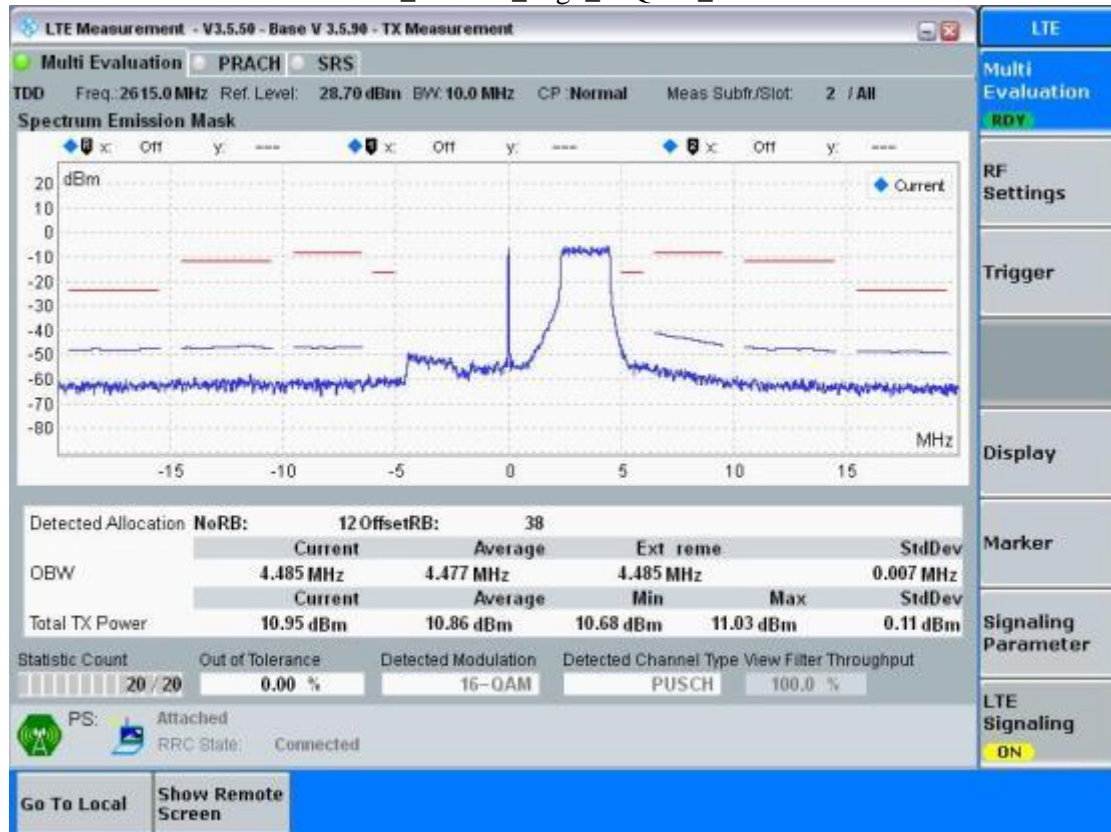 LTE Measurement - V3.5.50 - Base V 3.5.90 - TX Measurement
LTE
Multi Evaluation PRACH SRS
Multi
Evaluation
RDY
TDD Freq.:2615.0 MHz Ref. Level: 28.70 dBm BW: 10.0 MHz CP :Normal Meas Subfr/Slot: 2 / All
Spectrum Emission Mask
x: Off y: --- x: Off y: --- x: Off y: ---
dBm
Current
20
10
0
-10
-20
-30
-40
-50
-60
-70
-80
MHz
-15 -10 -5 0 5 10 15
RF
Settings
Trigger
Display
Marker
Signaling
Parameter
LTE
Signaling
ON
Detected Allocation NoRB: 12 OffsetRB: 38
Current Average Ext reme StdDev
OBW 4.485 MHz 4.477 MHz 4.485 MHz 0.007 MHz
Current Average Min Max StdDev
Total TX Power 10.95 dBm 10.86 dBm 10.68 dBm 11.03 dBm 0.11 dBm
Statistic Count Out of Tolerance Detected Modulation Detected Channel Type View Filter Throughput
20 / 20 0.00 % 16-QAM PUSCH 100.0 %
PS: Attached
RRC State: Connected
Go To Local
Show Remote
Screen